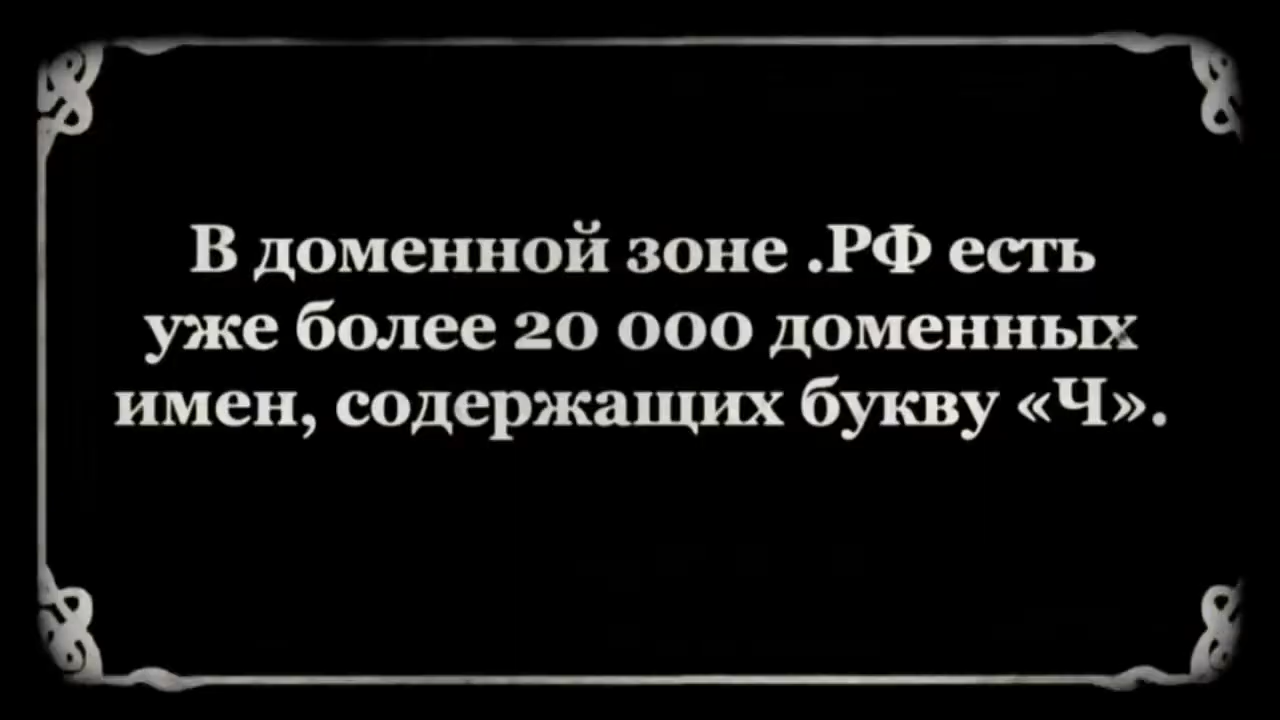 В доменной зоне .РФ есть
уже более 20 000 доменных
имен, содержащих букву «Ч».